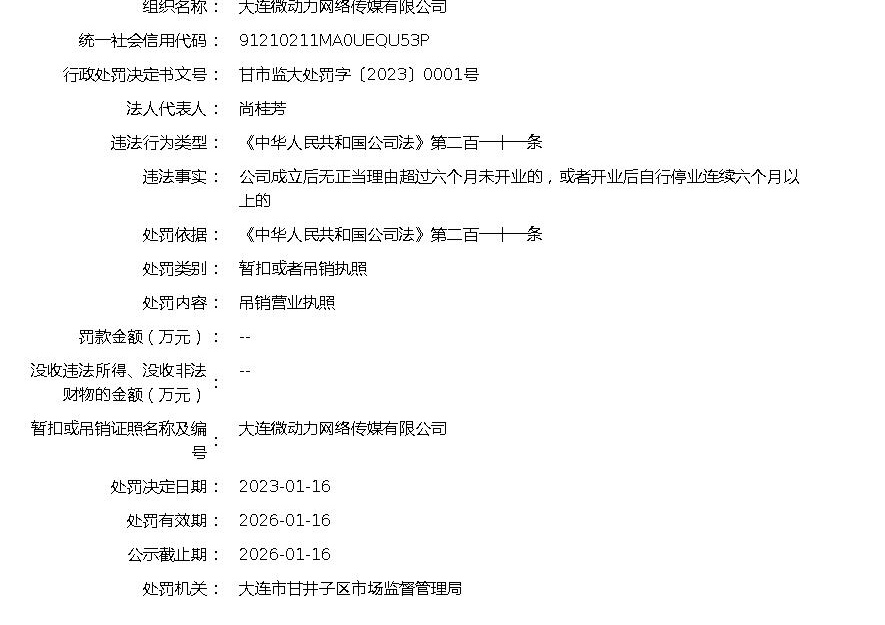 组织名称： 大连微动力网络传媒有限公司
统一社会信用代码： 91210211MA0UEQU53P
行政处罚决定书文号： 甘市监大处罚字〔2023〕0001号
法人代表人： 尚桂芳
违法行为类型： 《中华人民共和国公司法》第二百一十一条
违法事实： 公司成立后无正当理由超过六个月未开业的，或者开业后自行停业连续六个月以
上的
处罚依据： 《中华人民共和国公司法》第二百一十一条
处罚类别： 暂扣或者吊销执照
处罚内容： 吊销营业执照
罚款金额（万元）： --
没收违法所得、没收非法
财物的金额（万元）： --
暂扣或吊销证照名称及编
号： 大连微动力网络传媒有限公司
处罚决定日期： 2023-01-16
处罚有效期： 2026-01-16
公示截止期： 2026-01-16
处罚机关： 大连市甘井子区市场监督管理局